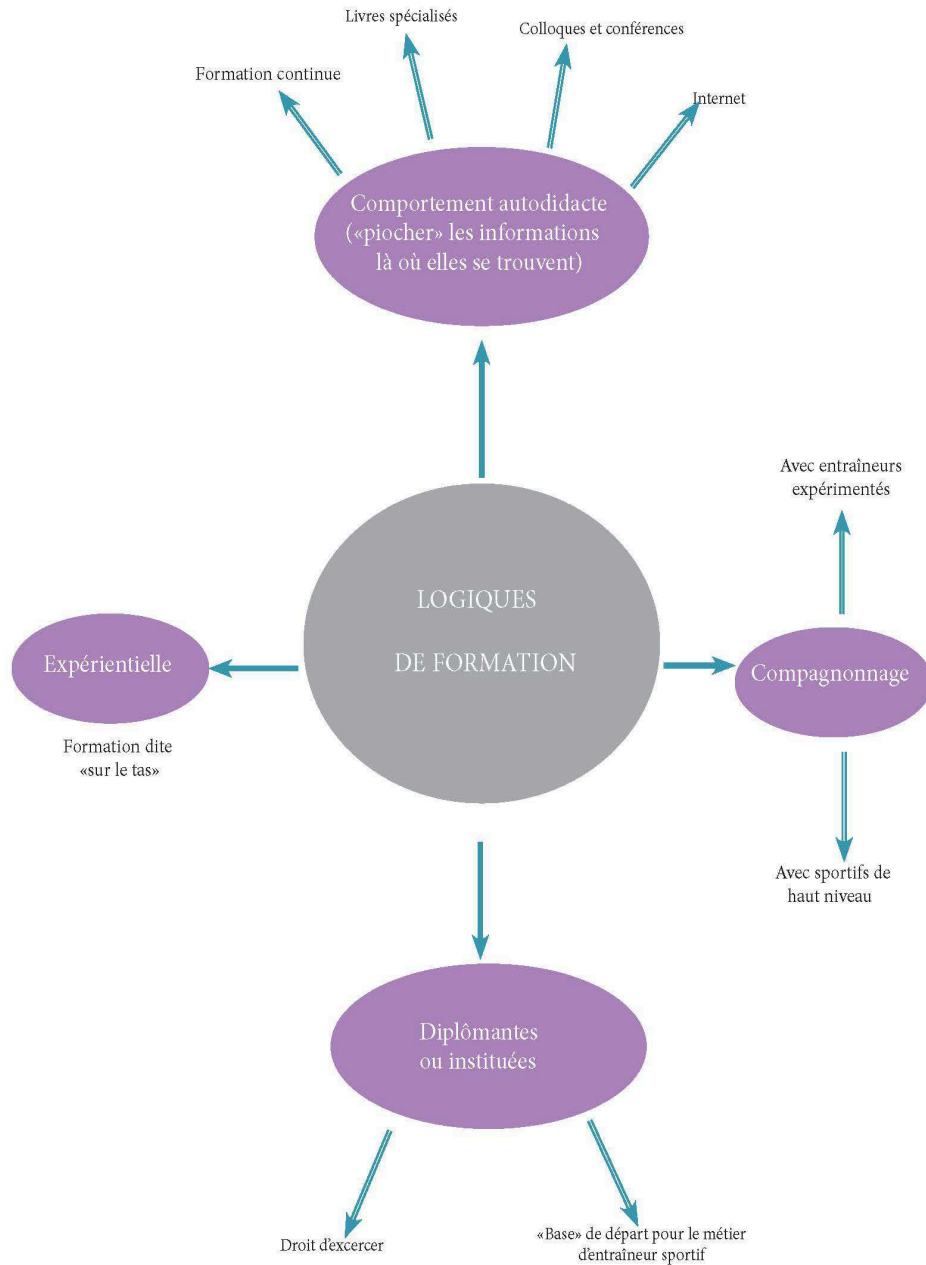 Livres spécialisés
Colloques et conférences
Formation continue
Internet
Comportement autodidacte
(«piocher» les informations
là où elles se trouvent)
Avec entraîneurs
expérimentés
LOGIQUES
DE FORMATION
Expérientielle
Compagnonnage
Formation dite
«sur le tas»
Avec sportifs de
haut niveau
Diplômantes
ou instituées
Droit d'excercer
«Base» de départ pour le métier
d'entraîneur sportif